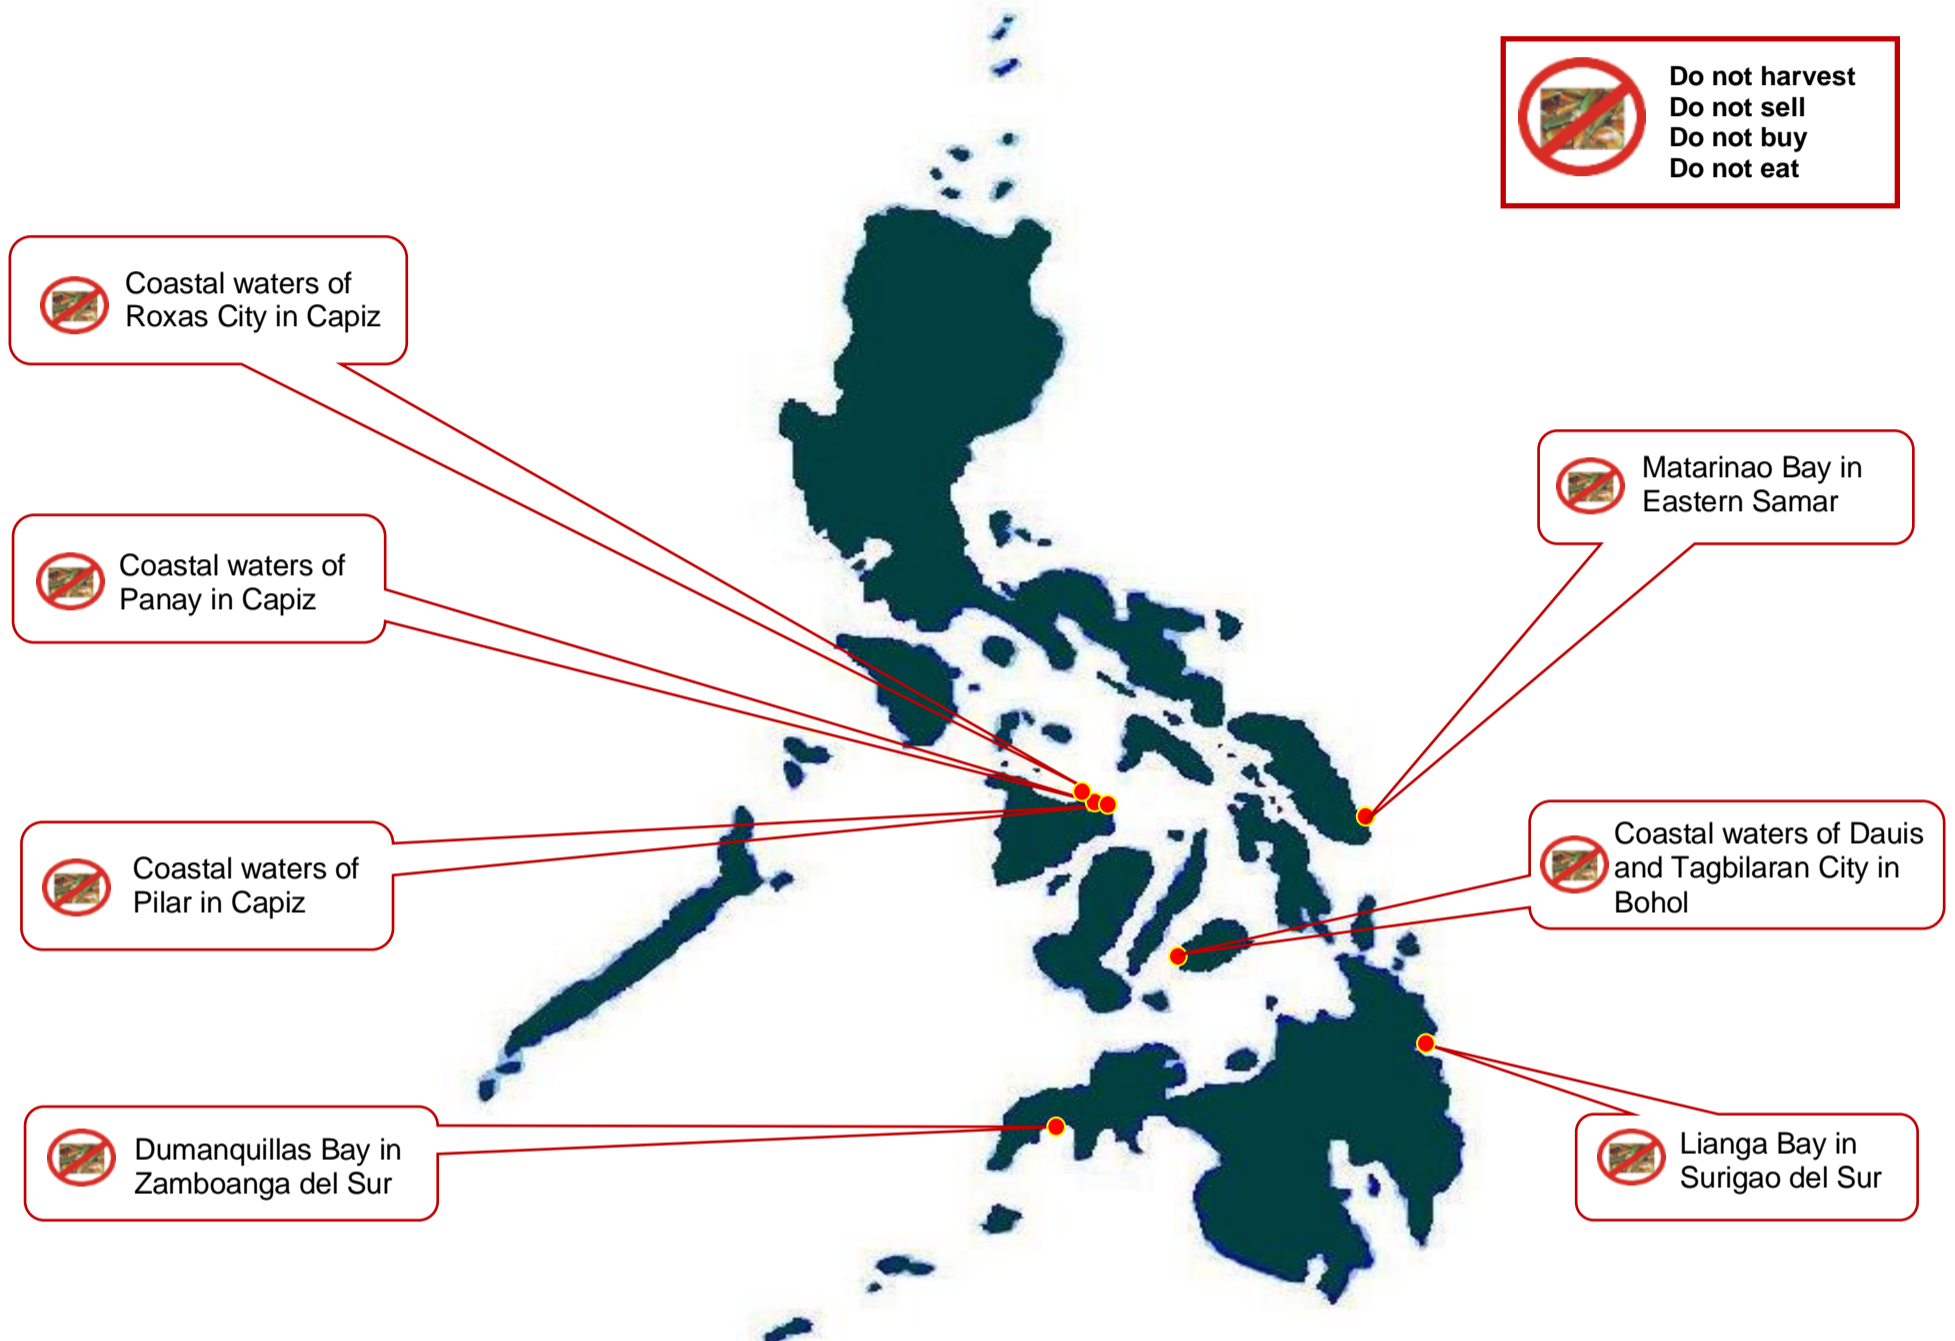 Do not harvest
Do not sell
Do not buy
Do not eat
Coastal waters of
Roxas City in Capiz
Coastal waters of
Panay in Capiz
Coastal waters of
Pilar in Capiz
Dumanquillas Bay in
Zamboanga del Sur
Matarinao Bay in
Eastern Samar
Coastal waters of Dauis
and Tagbilaran City in
Bohol
Lianga Bay in
Surigao del Sur